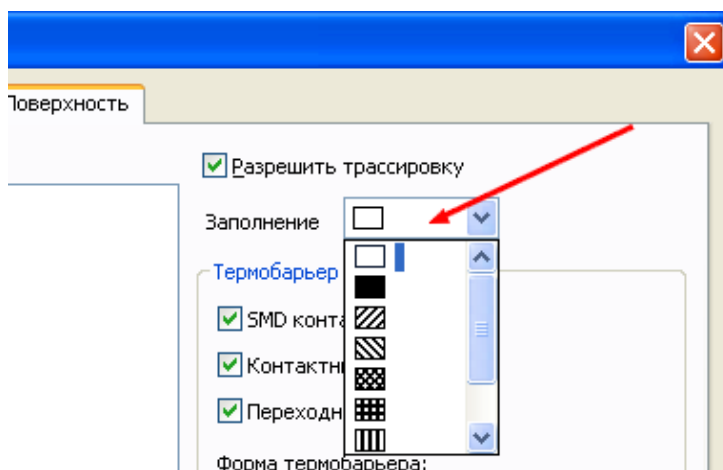 Поверхность
Разрешить трассировку
Заполнение
Термобарьер
SMD конта
Контактн
Переходн
Форма термобарьера: